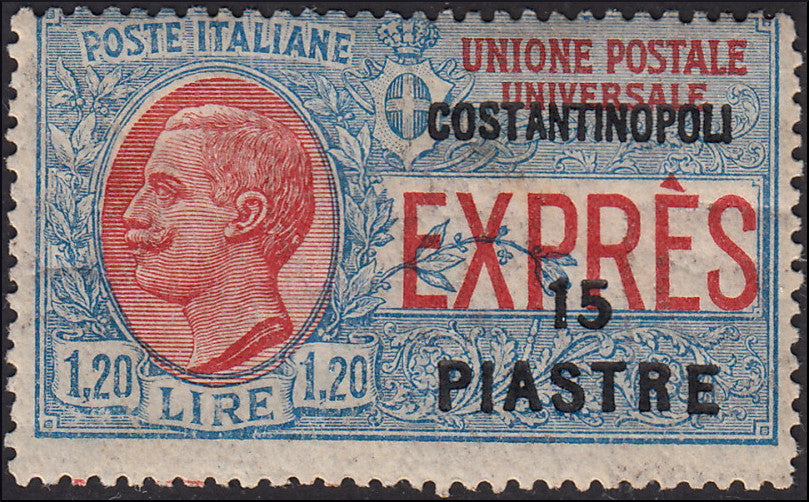 POSTE ITALIANE
UNIONE POSTALE
UNIVERSALE
COSTANTINOPOLI
EXPRÈS
15
PIASTRE
1,20 LIRE 1,20